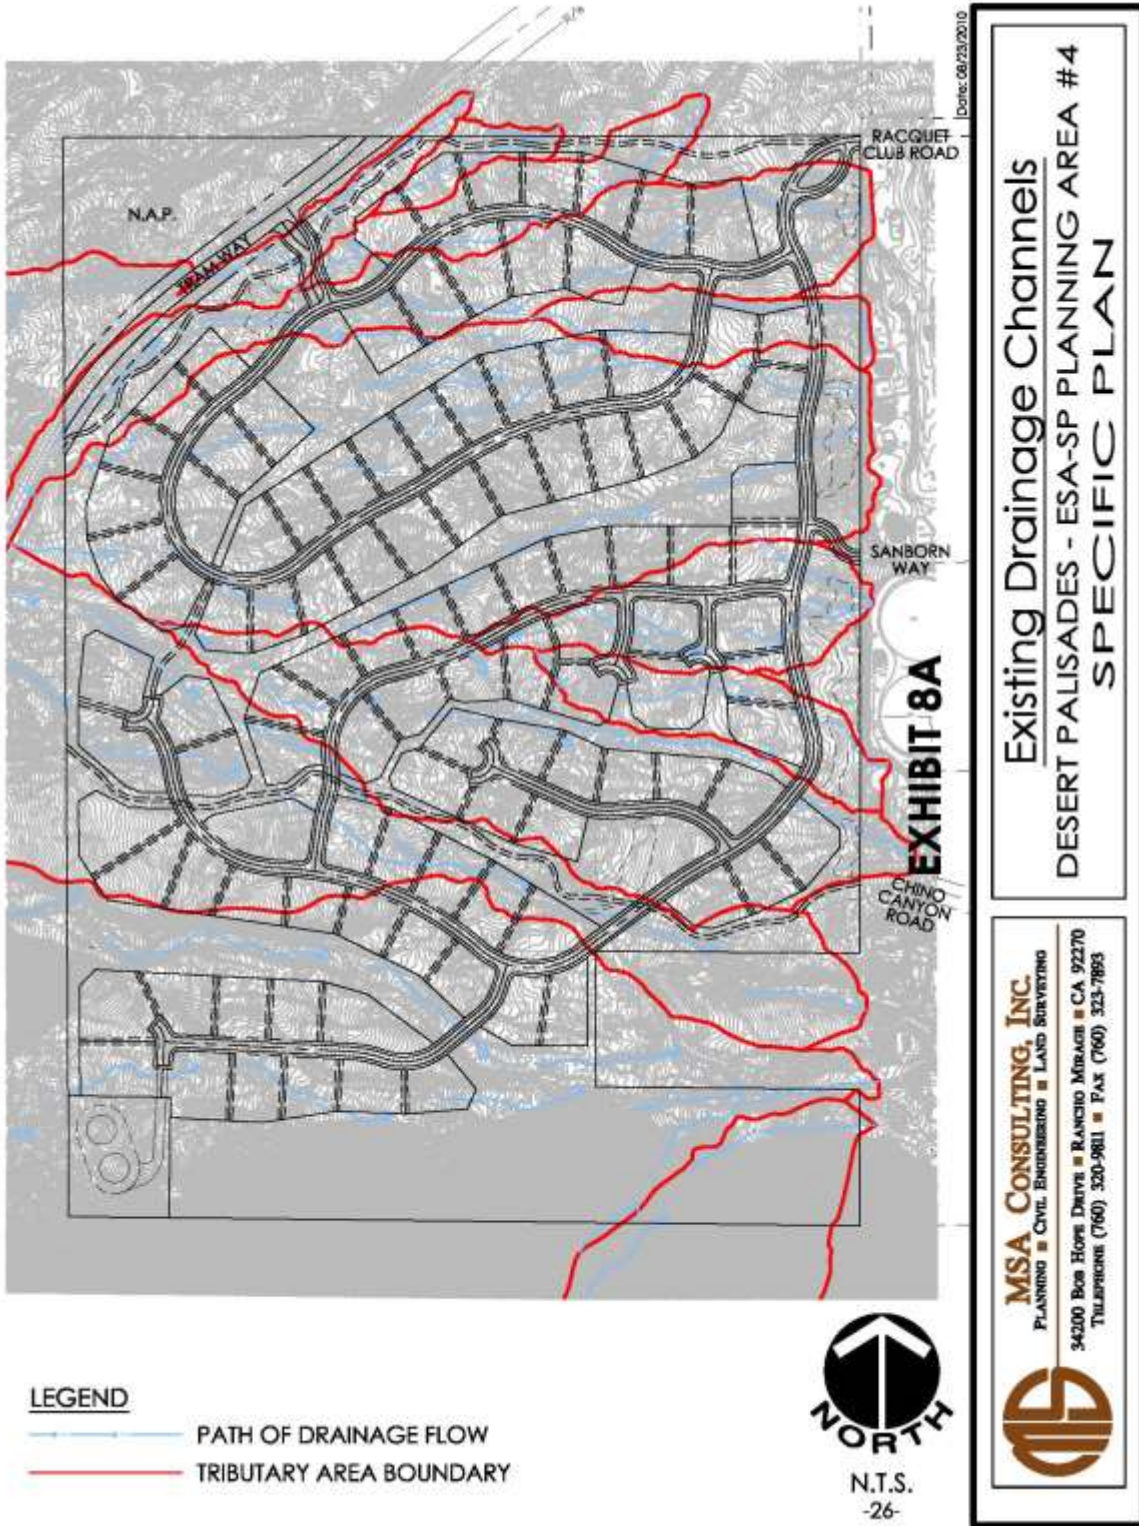 R/W
Date: 08/23/2010
RACQUET
CLUB ROAD
N.A.P.
TRAM WAY
SANBORN
WAY
EXHIBIT 8A
CHINO
CANYON
ROAD
Existing Drainage Channels
DESERT PALISADES - ESA-SP PLANNING AREA #4
SPECIFIC PLAN
MSA CONSULTING, INC.
PLANNING ■ CIVIL ENGINEERING ■ LAND SURVEYING
34200 BOB HOPE DRIVE ■ RANCHO MIRAGE ■ CA 92270
TELEPHONE (760) 320-9811 ■ FAX (760) 323-7893
LEGEND
PATH OF DRAINAGE FLOW
TRIBUTARY AREA BOUNDARY
NORTH
N.T.S.
-26-